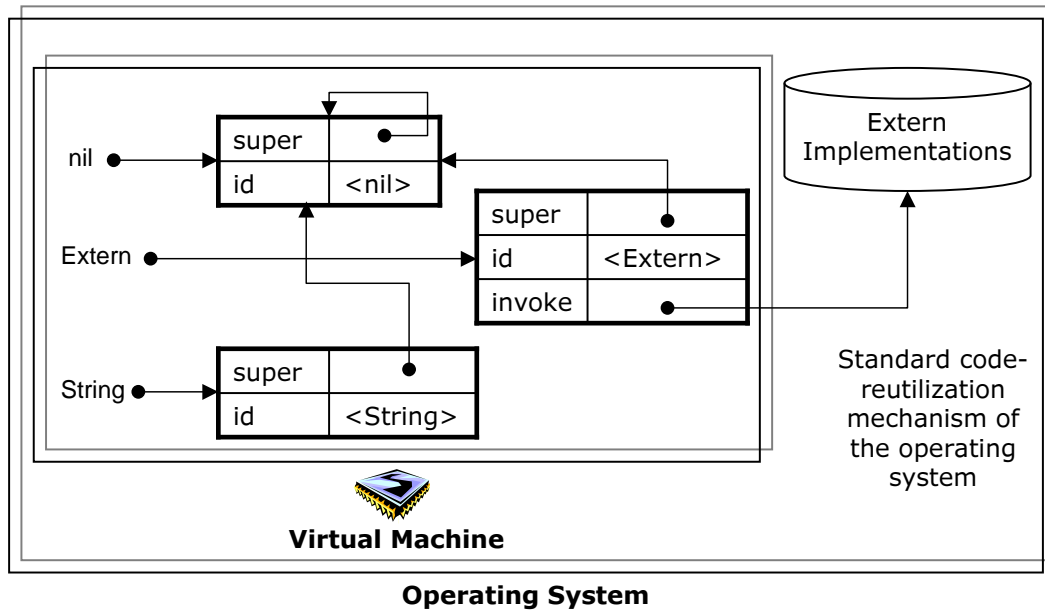 super
nil
id <nil>
Extern
Implementations
super
Extern
id <Extern>
invoke
super
String
id <String>
Standard code-
reutilization
mechanism of
the operating
system
Virtual Machine
Operating System